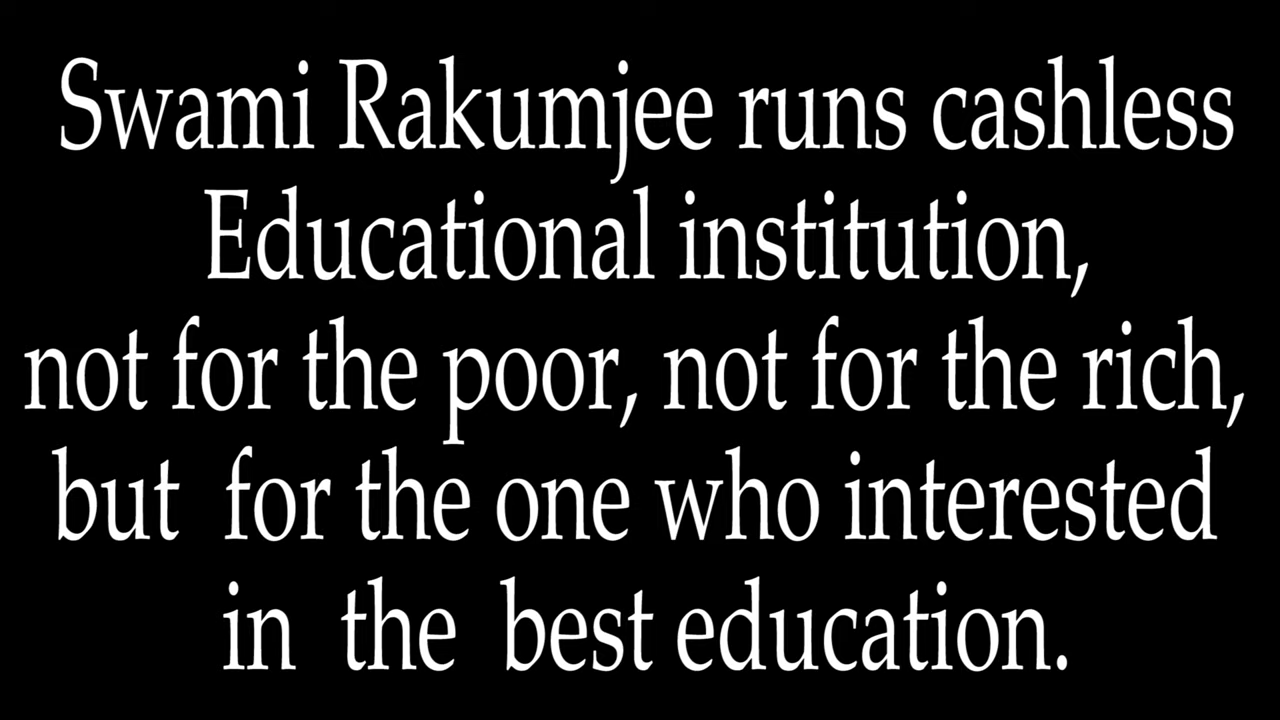 Swami Rakumjee runs cashless
Educational institution,
not for the poor, not for the rich,
but for the one who interested
in the best education.